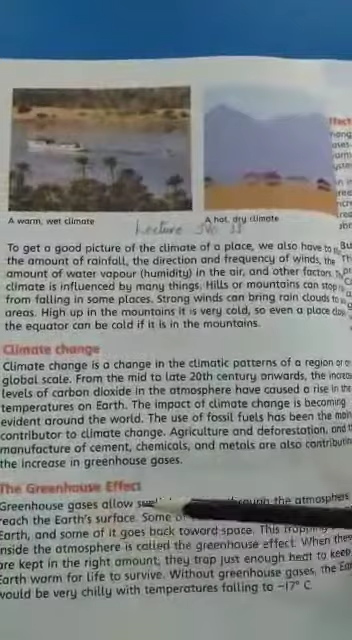 A warm, wet climate
A hot, dry climate
Lecture No
To get a good picture of the climate of a place, we also have to
the amount of rainfall, the direction and frequency of winds, the
amount of water vapour (humidity) in the air, and other factors.
climate is influenced by many things. Hills or mountains can stop
from falling in some places. Strong winds can bring rain clouds to
areas. High up in the mountains it is very cold, so even a place
the equator can be cold if it is in the mountains.
Climate change
Climate change is a change in the climatic patterns of a region or
global scale. From the mid to late 20th century onwards, the
levels of carbon dioxide in the atmosphere have caused a rise in the
temperatures on Earth. The impact of climate change is becoming
evident around the world. The use of fossil fuels has been the main
contributor to climate change. Agriculture and deforestation, and
manufacture of cement, chemicals, and metals are also
the increase in greenhouse gases.
The Greenhouse Effect
Greenhouse gases allow through the
reach the Earth's surface. Some of
Earth, and some of it goes back toward space. This trapping
inside the atmosphere is called the greenhouse effect. When
are kept in the right amount, they trap just enough heat to keep
Earth warm for life to survive. Without greenhouse gases, the
would be very chilly with temperatures falling to −17° C